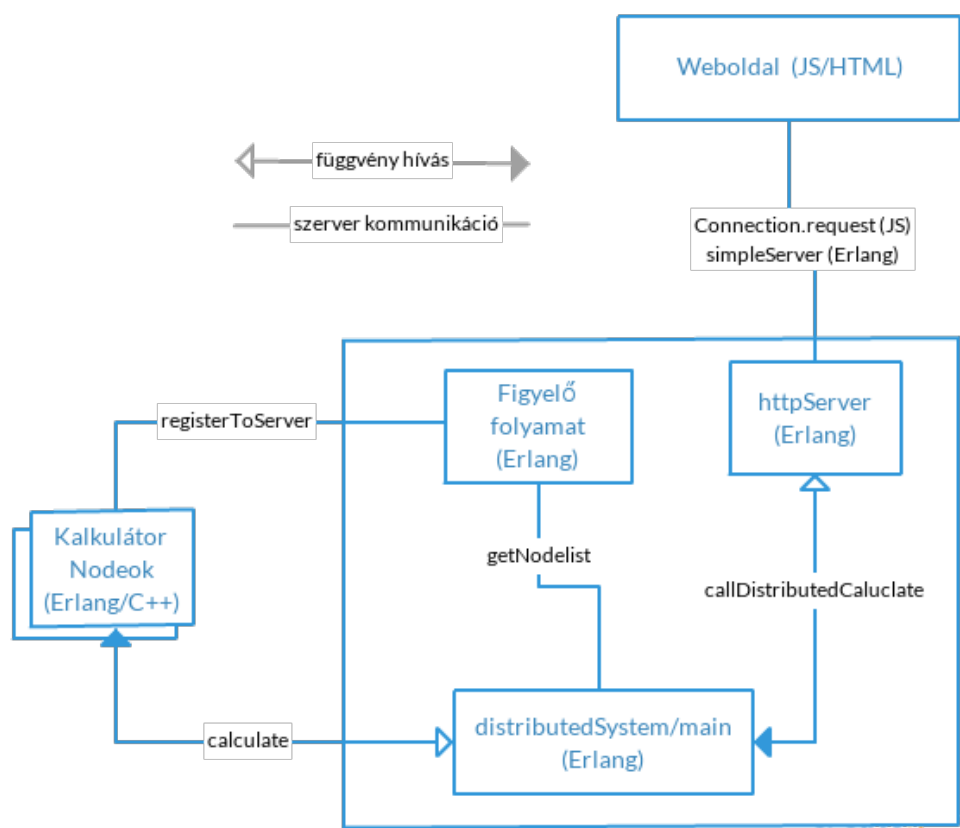 Weboldal (JS/HTML)
függvény hívás
szerver kommunikáció
Connection.request (JS)
simpleServer (Erlang)
Figyelő
folyamat
(Erlang)
httpServer
(Erlang)
registerToServer
Kalkulátor
Nodeok
(Erlang/C++)
getNodelist
callDistributedCaluclate
calculate
distributedSystem/main
(Erlang)